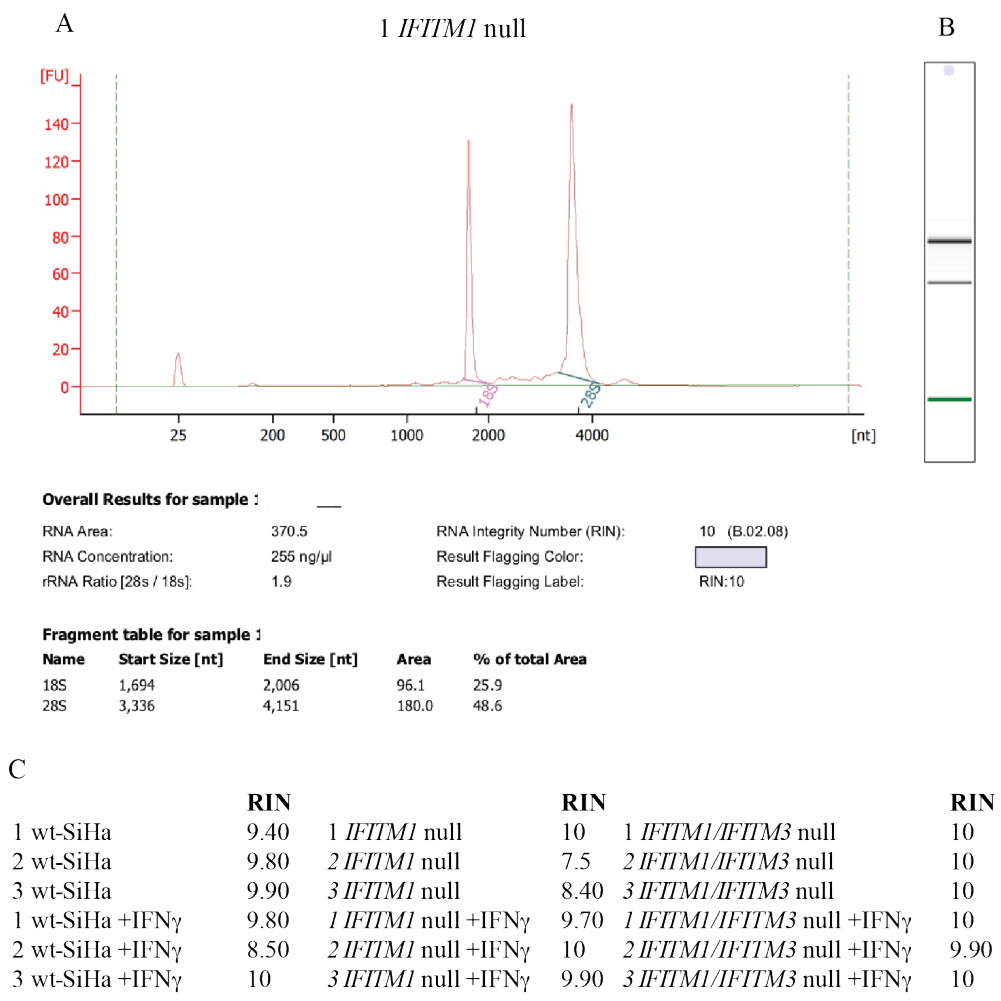 A
1 IFITM1 null
B
[FU]
140
120
100
80
60
40
20
0
18S
28S
25 200 500 1000 2000 4000 [nt]
Overall Results for sample 1
RNA Area: 370.5 RNA Integrity Number (RIN): 10 (B.02.08)
RNA Concentration: 255 ng/µl Result Flagging Color:
rRNA Ratio [28s / 18s]: 1.9 Result Flagging Label: RIN:10
Fragment table for sample 1
Name Start Size [nt] End Size [nt] Area % of total Area
18S 1,694 2,006 96.1 25.9
28S 3,336 4,151 180.0 48.6
C
RIN RIN RIN
1 wt-SiHa 9.40 1 IFITM1 null 10 1 IFITM1/IFITM3 null 10
2 wt-SiHa 9.80 2 IFITM1 null 7.5 2 IFITM1/IFITM3 null 10
3 wt-SiHa 9.90 3 IFITM1 null 8.40 3 IFITM1/IFITM3 null 10
1 wt-SiHa +IFNγ 9.80 1 IFITM1 null +IFNγ 9.70 1 IFITM1/IFITM3 null +IFNγ 10
2 wt-SiHa +IFNγ 8.50 2 IFITM1 null +IFNγ 10 2 IFITM1/IFITM3 null +IFNγ 9.90
3 wt-SiHa +IFNγ 10 3 IFITM1 null +IFNγ 9.90 3 IFITM1/IFITM3 null +IFNγ 10